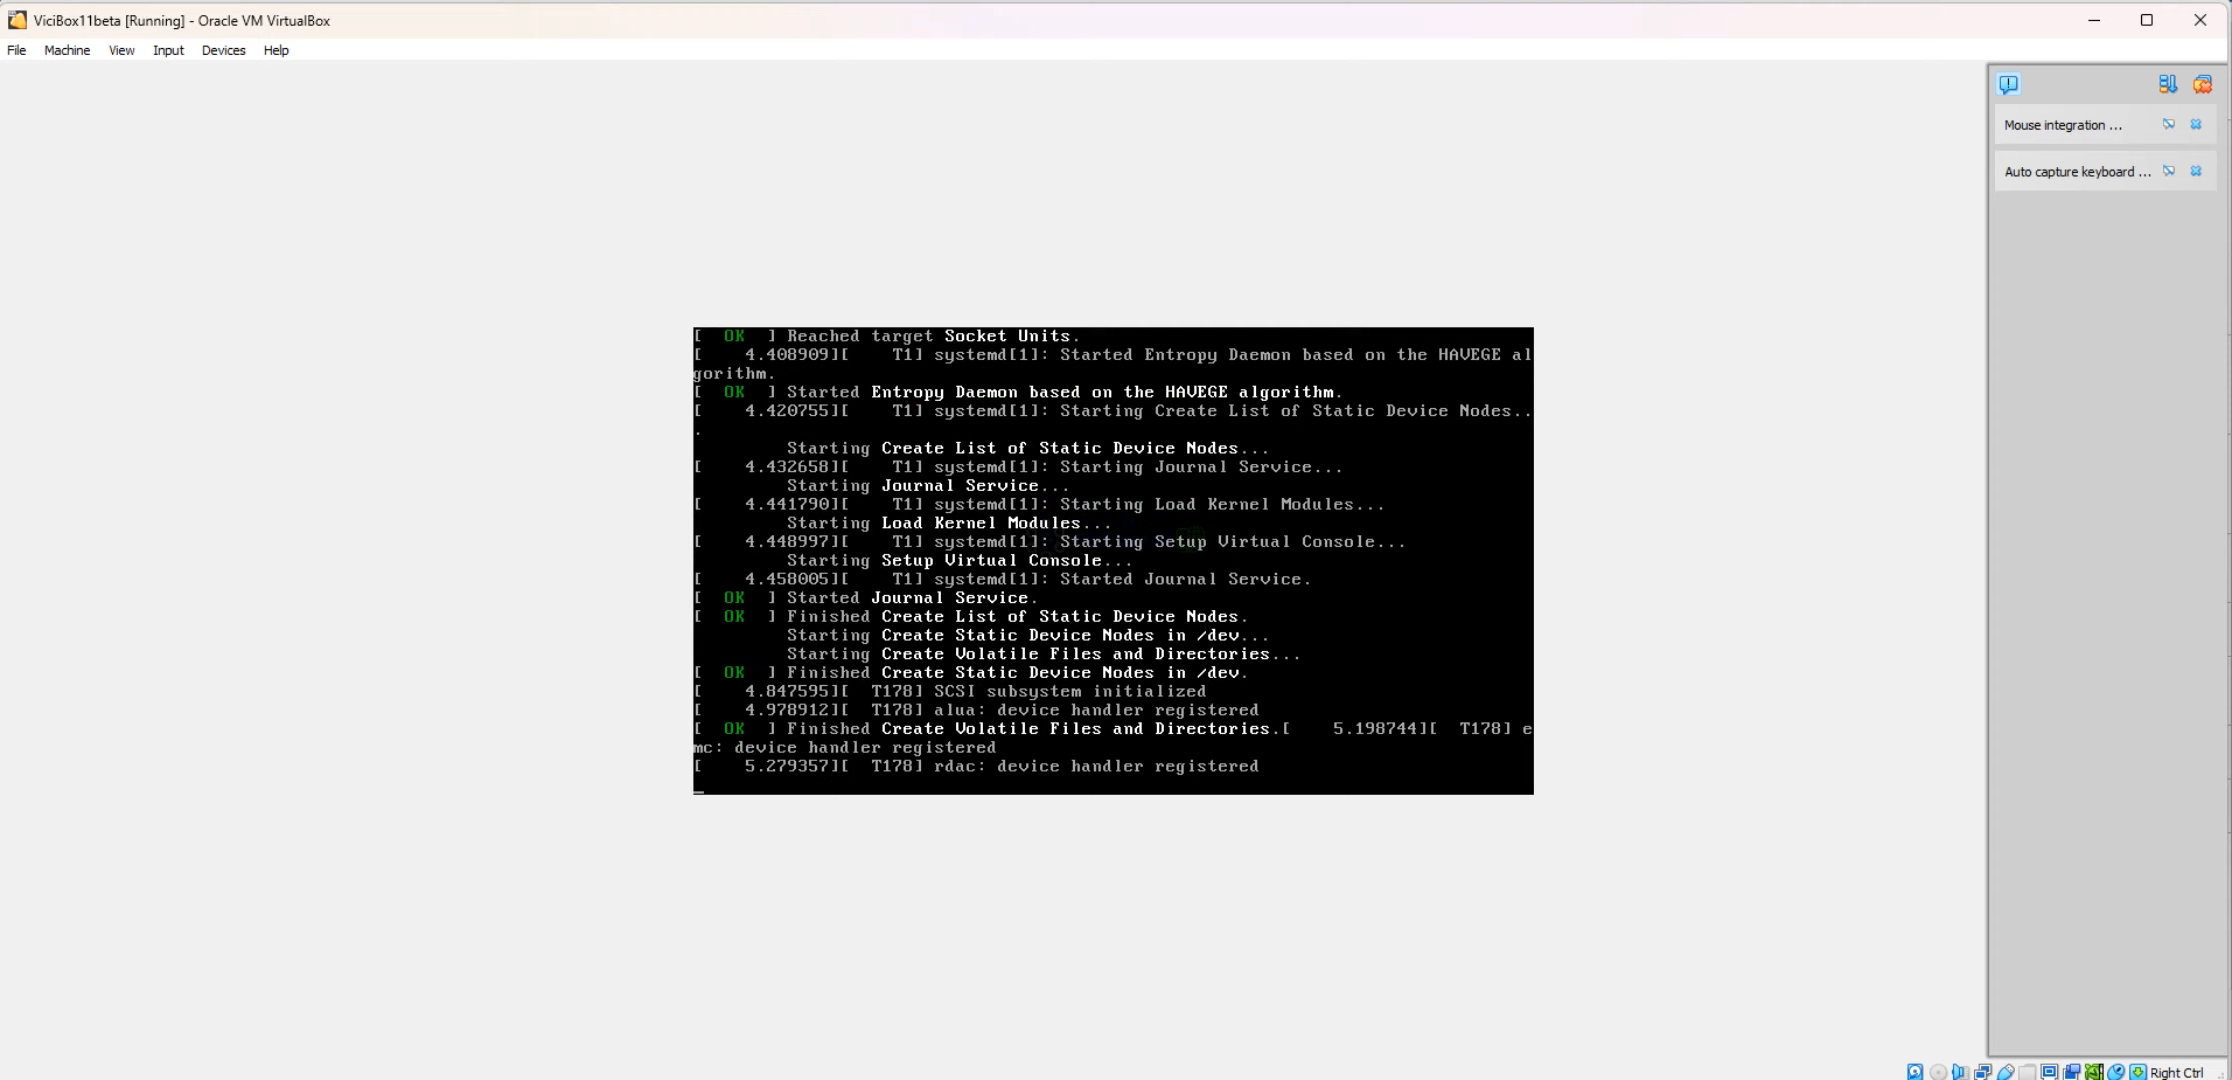 ViciBox11beta [Running] - Oracle VM VirtualBox
File Machine View Input Devices Help
Mouse integration ...
Auto capture keyboard ...
[  OK  ] Reached target Socket Units.
[    4.408909][    T1] systemd[1]: Started Entropy Daemon based on the HAVEGE al
gorithm.
[  OK  ] Started Entropy Daemon based on the HAVEGE algorithm.
[    4.420755][    T1] systemd[1]: Starting Create List of Static Device Nodes..
.
         Starting Create List of Static Device Nodes...
[    4.432658][    T1] systemd[1]: Starting Journal Service...
         Starting Journal Service...
[    4.441790][    T1] systemd[1]: Starting Load Kernel Modules...
         Starting Load Kernel Modules...
[    4.448997][    T1] systemd[1]: Starting Setup Virtual Console...
         Starting Setup Virtual Console...
[    4.458005][    T1] systemd[1]: Started Journal Service.
[  OK  ] Started Journal Service.
[  OK  ] Finished Create List of Static Device Nodes.
         Starting Create Static Device Nodes in /dev...
         Starting Create Volatile Files and Directories...
[  OK  ] Finished Create Static Device Nodes in /dev.
[    4.847595][  T178] SCSI subsystem initialized
[    4.978912][  T178] alua: device handler registered
[  OK  ] Finished Create Volatile Files and Directories.[    5.198744][  T178] e
mc: device handler registered
[    5.279357][  T178] rdac: device handler registered
_
Right Ctrl